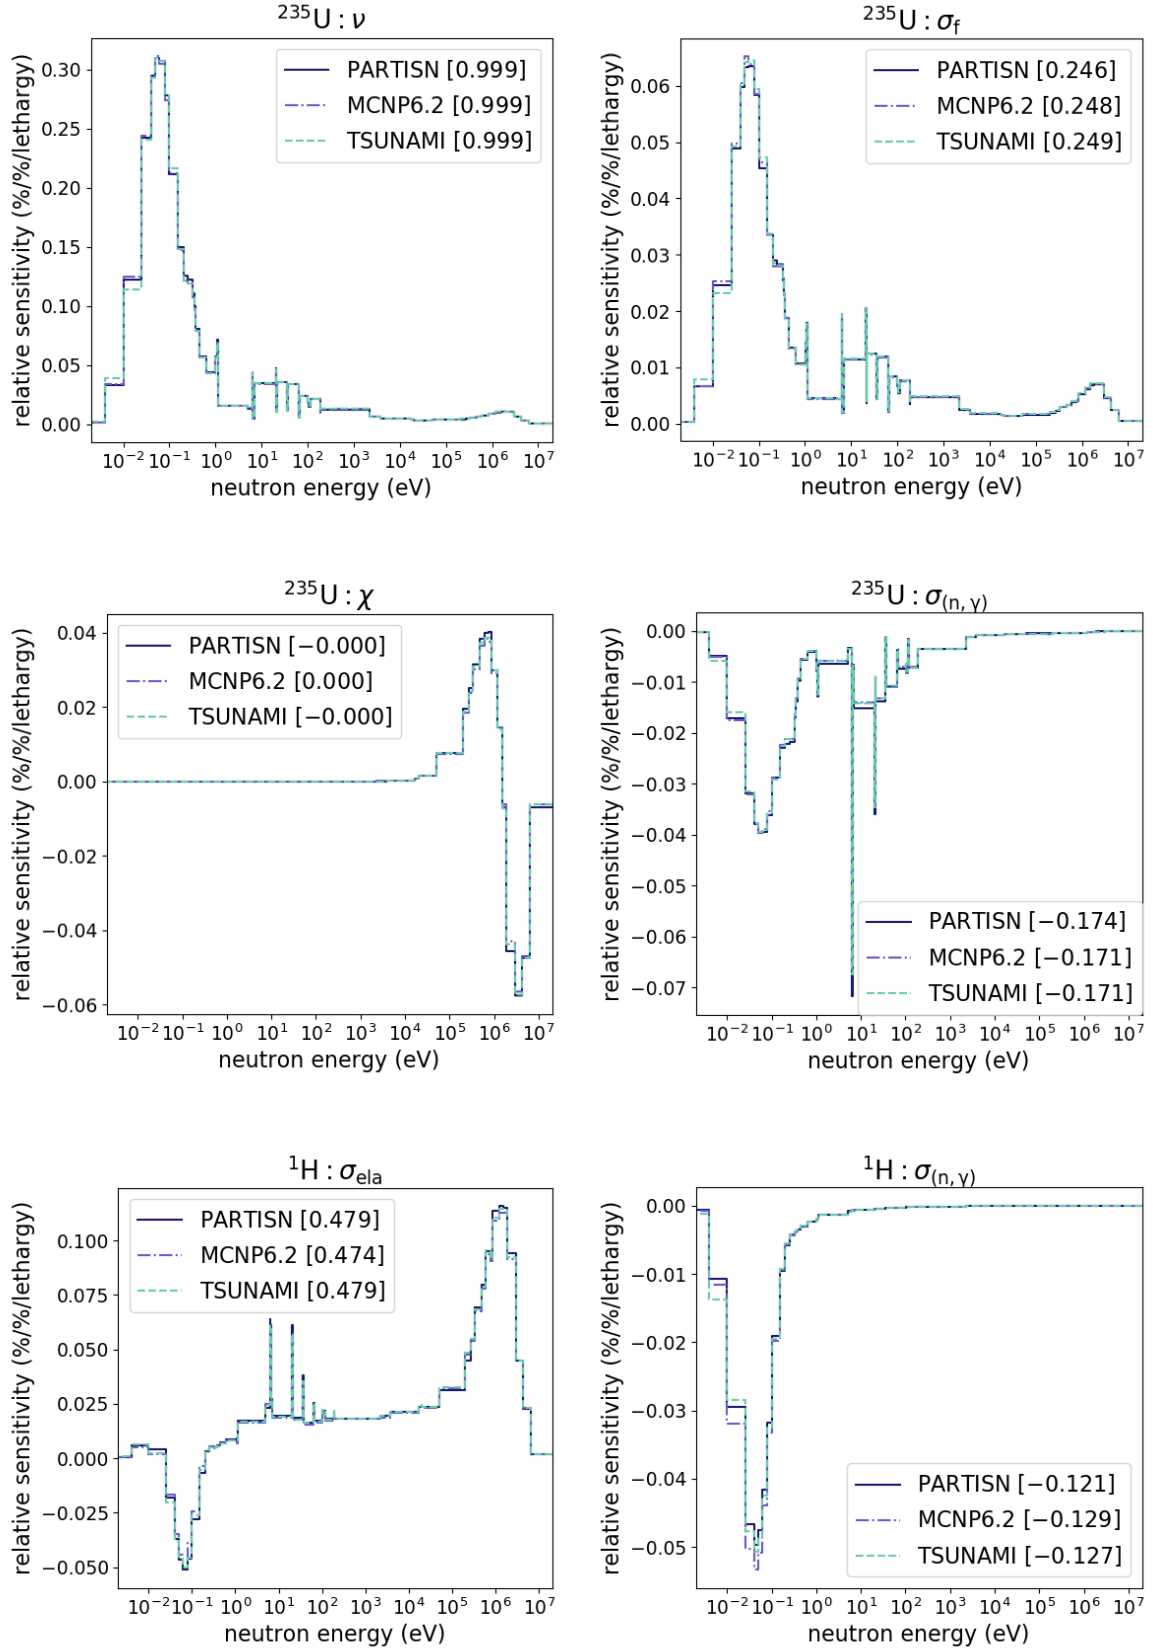 ²³⁵U : ν
relative sensitivity (%/%/lethargy)
0.30
0.25
0.20
0.15
0.10
0.05
0.00
PARTISN [0.999]
MCNP6.2 [0.999]
TSUNAMI [0.999]
10⁻² 10⁻¹ 10⁰ 10¹ 10² 10³ 10⁴ 10⁵ 10⁶ 10⁷
neutron energy (eV)
²³⁵U : σf
relative sensitivity (%/%/lethargy)
0.06
0.05
0.04
0.03
0.02
0.01
0.00
PARTISN [0.246]
MCNP6.2 [0.248]
TSUNAMI [0.249]
10⁻² 10⁻¹ 10⁰ 10¹ 10² 10³ 10⁴ 10⁵ 10⁶ 10⁷
neutron energy (eV)
²³⁵U : χ
relative sensitivity (%/%/lethargy)
0.04
0.02
0.00
−0.02
−0.04
−0.06
PARTISN [−0.000]
MCNP6.2 [0.000]
TSUNAMI [−0.000]
10⁻² 10⁻¹ 10⁰ 10¹ 10² 10³ 10⁴ 10⁵ 10⁶ 10⁷
neutron energy (eV)
²³⁵U : σ(n, γ)
relative sensitivity (%/%/lethargy)
0.00
−0.01
−0.02
−0.03
−0.04
−0.05
−0.06
−0.07
PARTISN [−0.174]
MCNP6.2 [−0.171]
TSUNAMI [−0.171]
10⁻² 10⁻¹ 10⁰ 10¹ 10² 10³ 10⁴ 10⁵ 10⁶ 10⁷
neutron energy (eV)
¹H : σela
relative sensitivity (%/%/lethargy)
0.100
0.075
0.050
0.025
0.000
−0.025
−0.050
PARTISN [0.479]
MCNP6.2 [0.474]
TSUNAMI [0.479]
10⁻² 10⁻¹ 10⁰ 10¹ 10² 10³ 10⁴ 10⁵ 10⁶ 10⁷
neutron energy (eV)
¹H : σ(n, γ)
relative sensitivity (%/%/lethargy)
0.00
−0.01
−0.02
−0.03
−0.04
−0.05
PARTISN [−0.121]
MCNP6.2 [−0.129]
TSUNAMI [−0.127]
10⁻² 10⁻¹ 10⁰ 10¹ 10² 10³ 10⁴ 10⁵ 10⁶ 10⁷
neutron energy (eV)